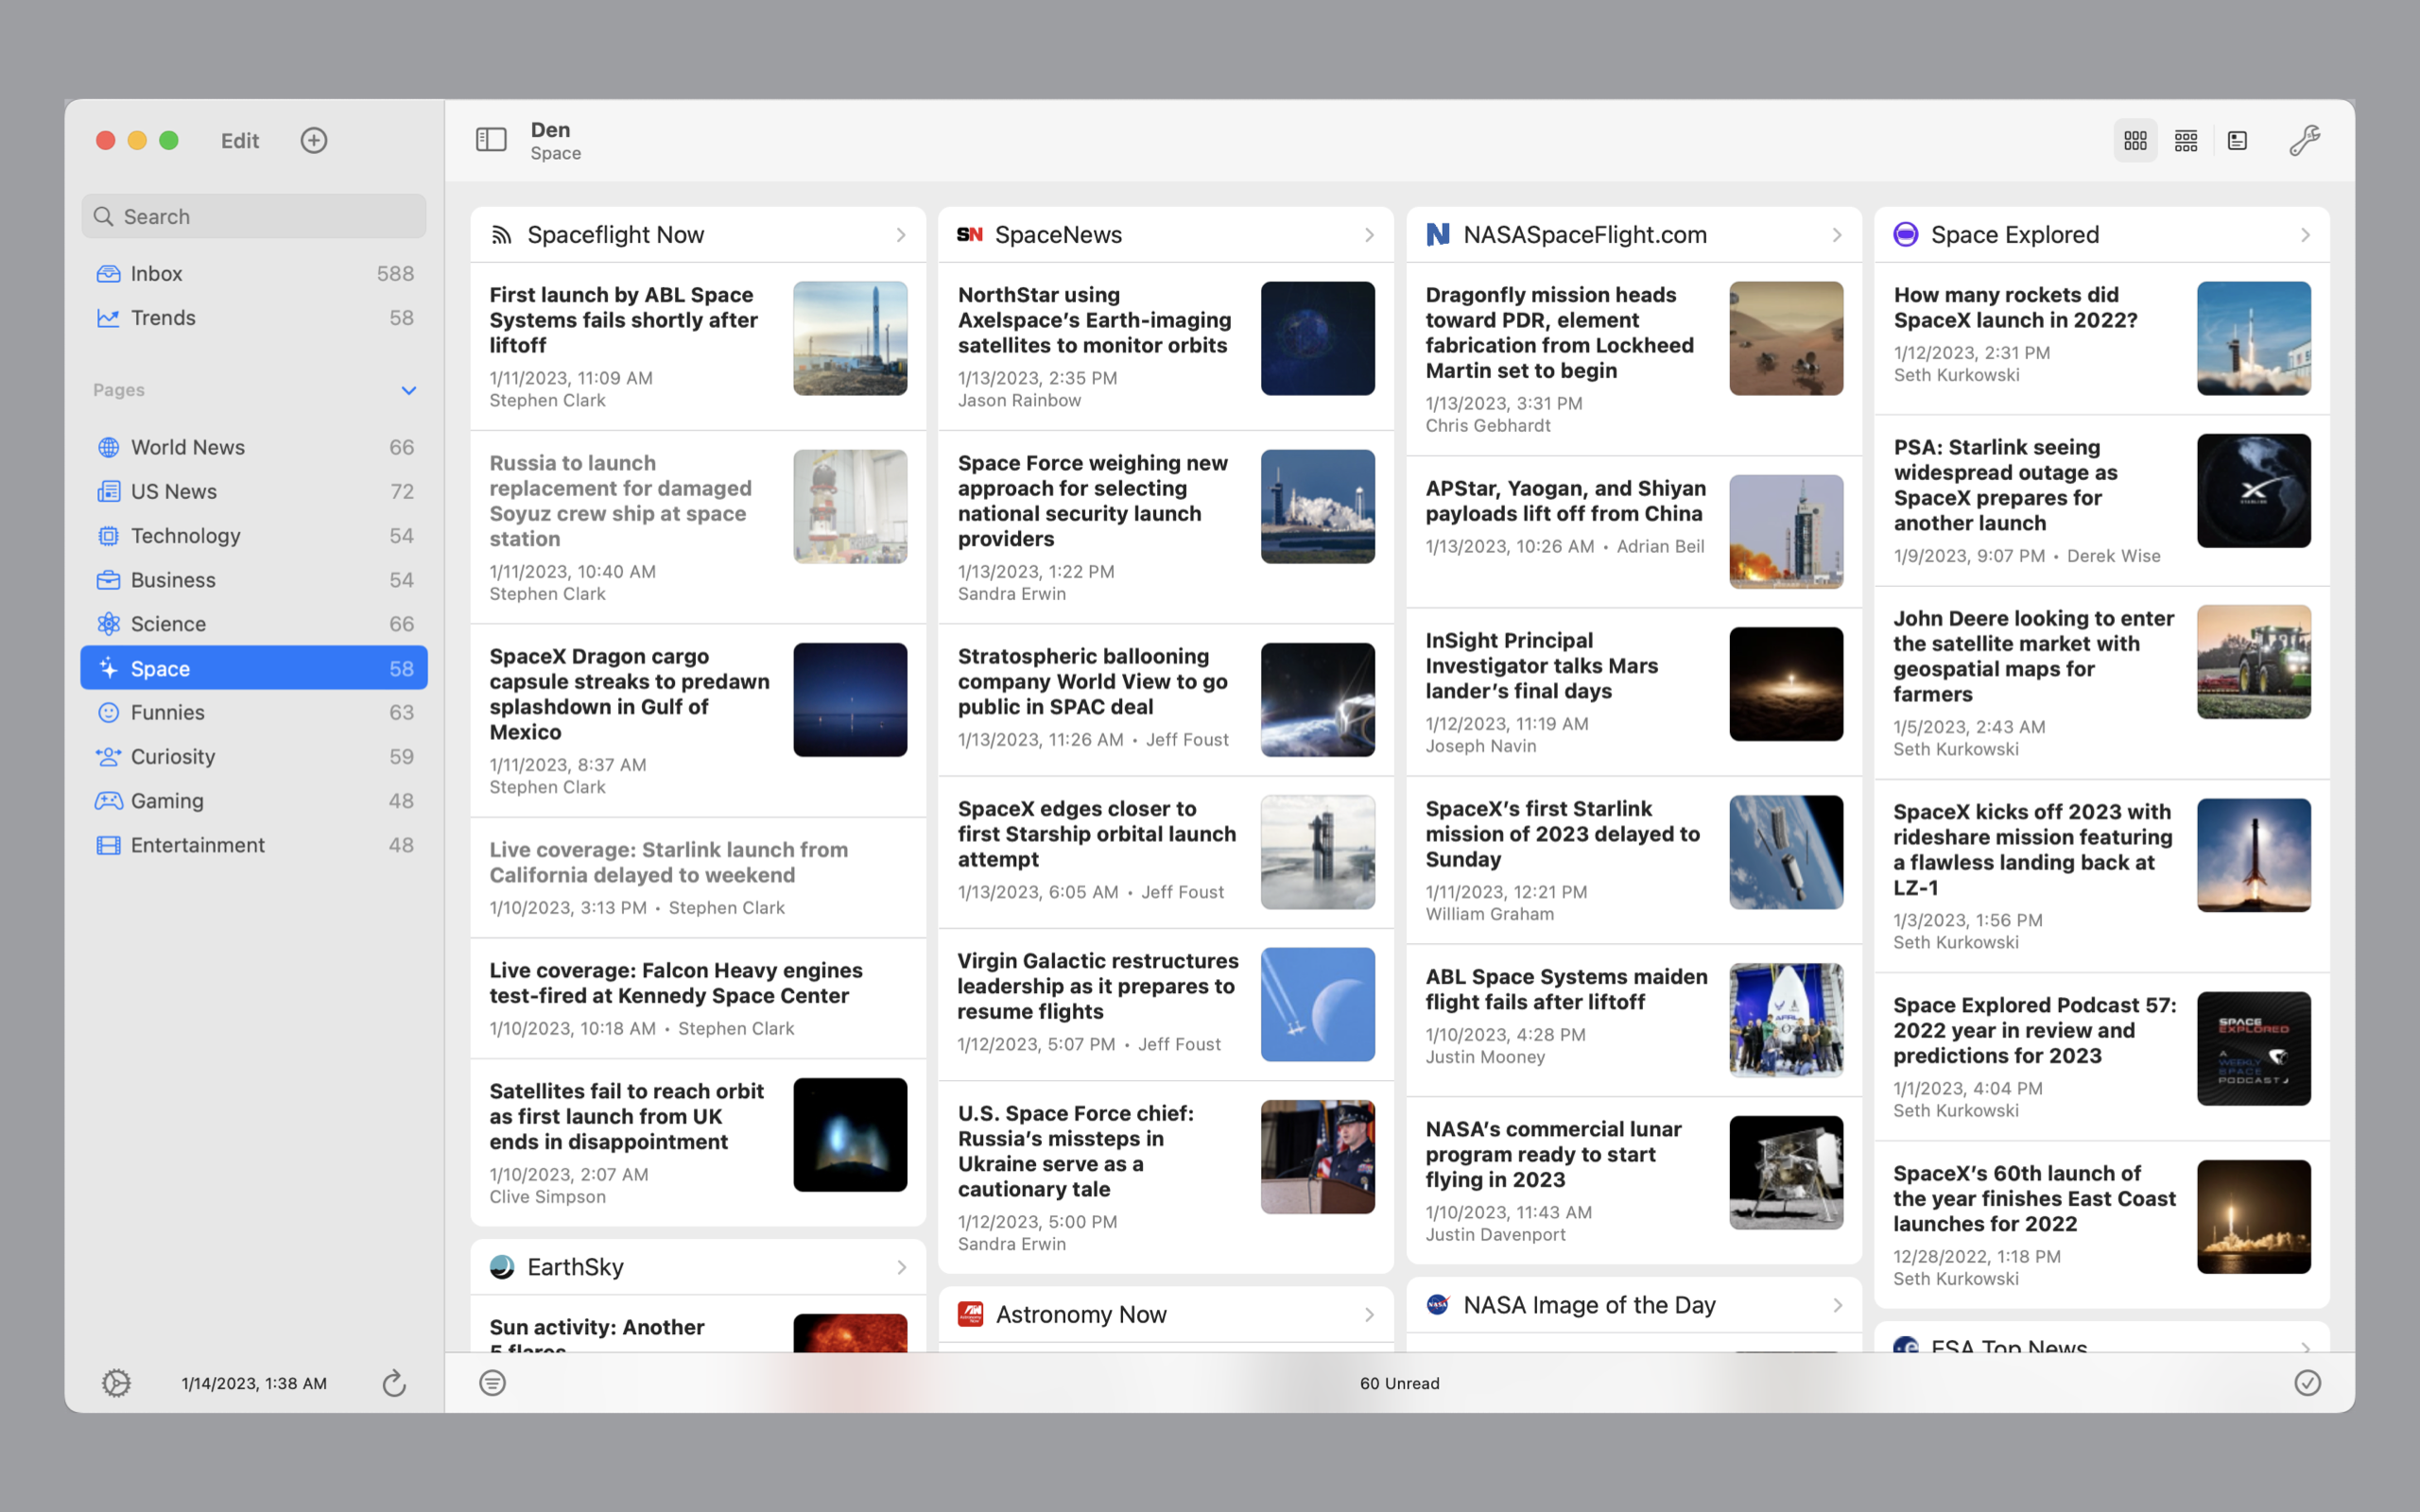 Edit
Search
Inbox 588
Trends 58
Pages
World News 66
US News 72
Technology 54
Business 54
Science 66
Space 58
Funnies 63
Curiosity 59
Gaming 48
Entertainment 48
1/14/2023, 1:38 AM
Den
Space
Spaceflight Now
First launch by ABL Space
Systems fails shortly after
liftoff
1/11/2023, 11:09 AM
Stephen Clark
Russia to launch
replacement for damaged
Soyuz crew ship at space
station
1/11/2023, 10:40 AM
Stephen Clark
SpaceX Dragon cargo
capsule streaks to predawn
splashdown in Gulf of
Mexico
1/11/2023, 8:37 AM
Stephen Clark
Live coverage: Starlink launch from
California delayed to weekend
1/10/2023, 3:13 PM • Stephen Clark
Live coverage: Falcon Heavy engines
test-fired at Kennedy Space Center
1/10/2023, 10:18 AM • Stephen Clark
Satellites fail to reach orbit
as first launch from UK
ends in disappointment
1/10/2023, 2:07 AM
Clive Simpson
EarthSky
Sun activity: Another
5 flares
SN SpaceNews
NorthStar using
Axelspace’s Earth-imaging
satellites to monitor orbits
1/13/2023, 2:35 PM
Jason Rainbow
Space Force weighing new
approach for selecting
national security launch
providers
1/13/2023, 1:22 PM
Sandra Erwin
Stratospheric ballooning
company World View to go
public in SPAC deal
1/13/2023, 11:26 AM • Jeff Foust
SpaceX edges closer to
first Starship orbital launch
attempt
1/13/2023, 6:05 AM • Jeff Foust
Virgin Galactic restructures
leadership as it prepares to
resume flights
1/12/2023, 5:07 PM • Jeff Foust
U.S. Space Force chief:
Russia’s missteps in
Ukraine serve as a
cautionary tale
1/12/2023, 5:00 PM
Sandra Erwin
Astronomy Now
N NASASpaceFlight.com
Dragonfly mission heads
toward PDR, element
fabrication from Lockheed
Martin set to begin
1/13/2023, 3:31 PM
Chris Gebhardt
APStar, Yaogan, and Shiyan
payloads lift off from China
1/13/2023, 10:26 AM • Adrian Beil
InSight Principal
Investigator talks Mars
lander’s final days
1/12/2023, 11:19 AM
Joseph Navin
SpaceX’s first Starlink
mission of 2023 delayed to
Sunday
1/11/2023, 12:21 PM
William Graham
ABL Space Systems maiden
flight fails after liftoff
1/10/2023, 4:28 PM
Justin Mooney
NASA’s commercial lunar
program ready to start
flying in 2023
1/10/2023, 11:43 AM
Justin Davenport
NASA NASA Image of the Day
Space Explored
How many rockets did
SpaceX launch in 2022?
1/12/2023, 2:31 PM
Seth Kurkowski
PSA: Starlink seeing
widespread outage as
SpaceX prepares for
another launch
STARLINK
1/9/2023, 9:07 PM • Derek Wise
John Deere looking to enter
the satellite market with
geospatial maps for
farmers
1/5/2023, 2:43 AM
Seth Kurkowski
SpaceX kicks off 2023 with
rideshare mission featuring
a flawless landing back at
LZ-1
1/3/2023, 1:56 PM
Seth Kurkowski
Space Explored Podcast 57:
2022 year in review and
predictions for 2023
1/1/2023, 4:04 PM
Seth Kurkowski
SPACE
EXPLORED
A
WEEKLY
SPACE
PODCAST
SpaceX’s 60th launch of
the year finishes East Coast
launches for 2022
12/28/2022, 1:18 PM
Seth Kurkowski
ESA Top News
60 Unread